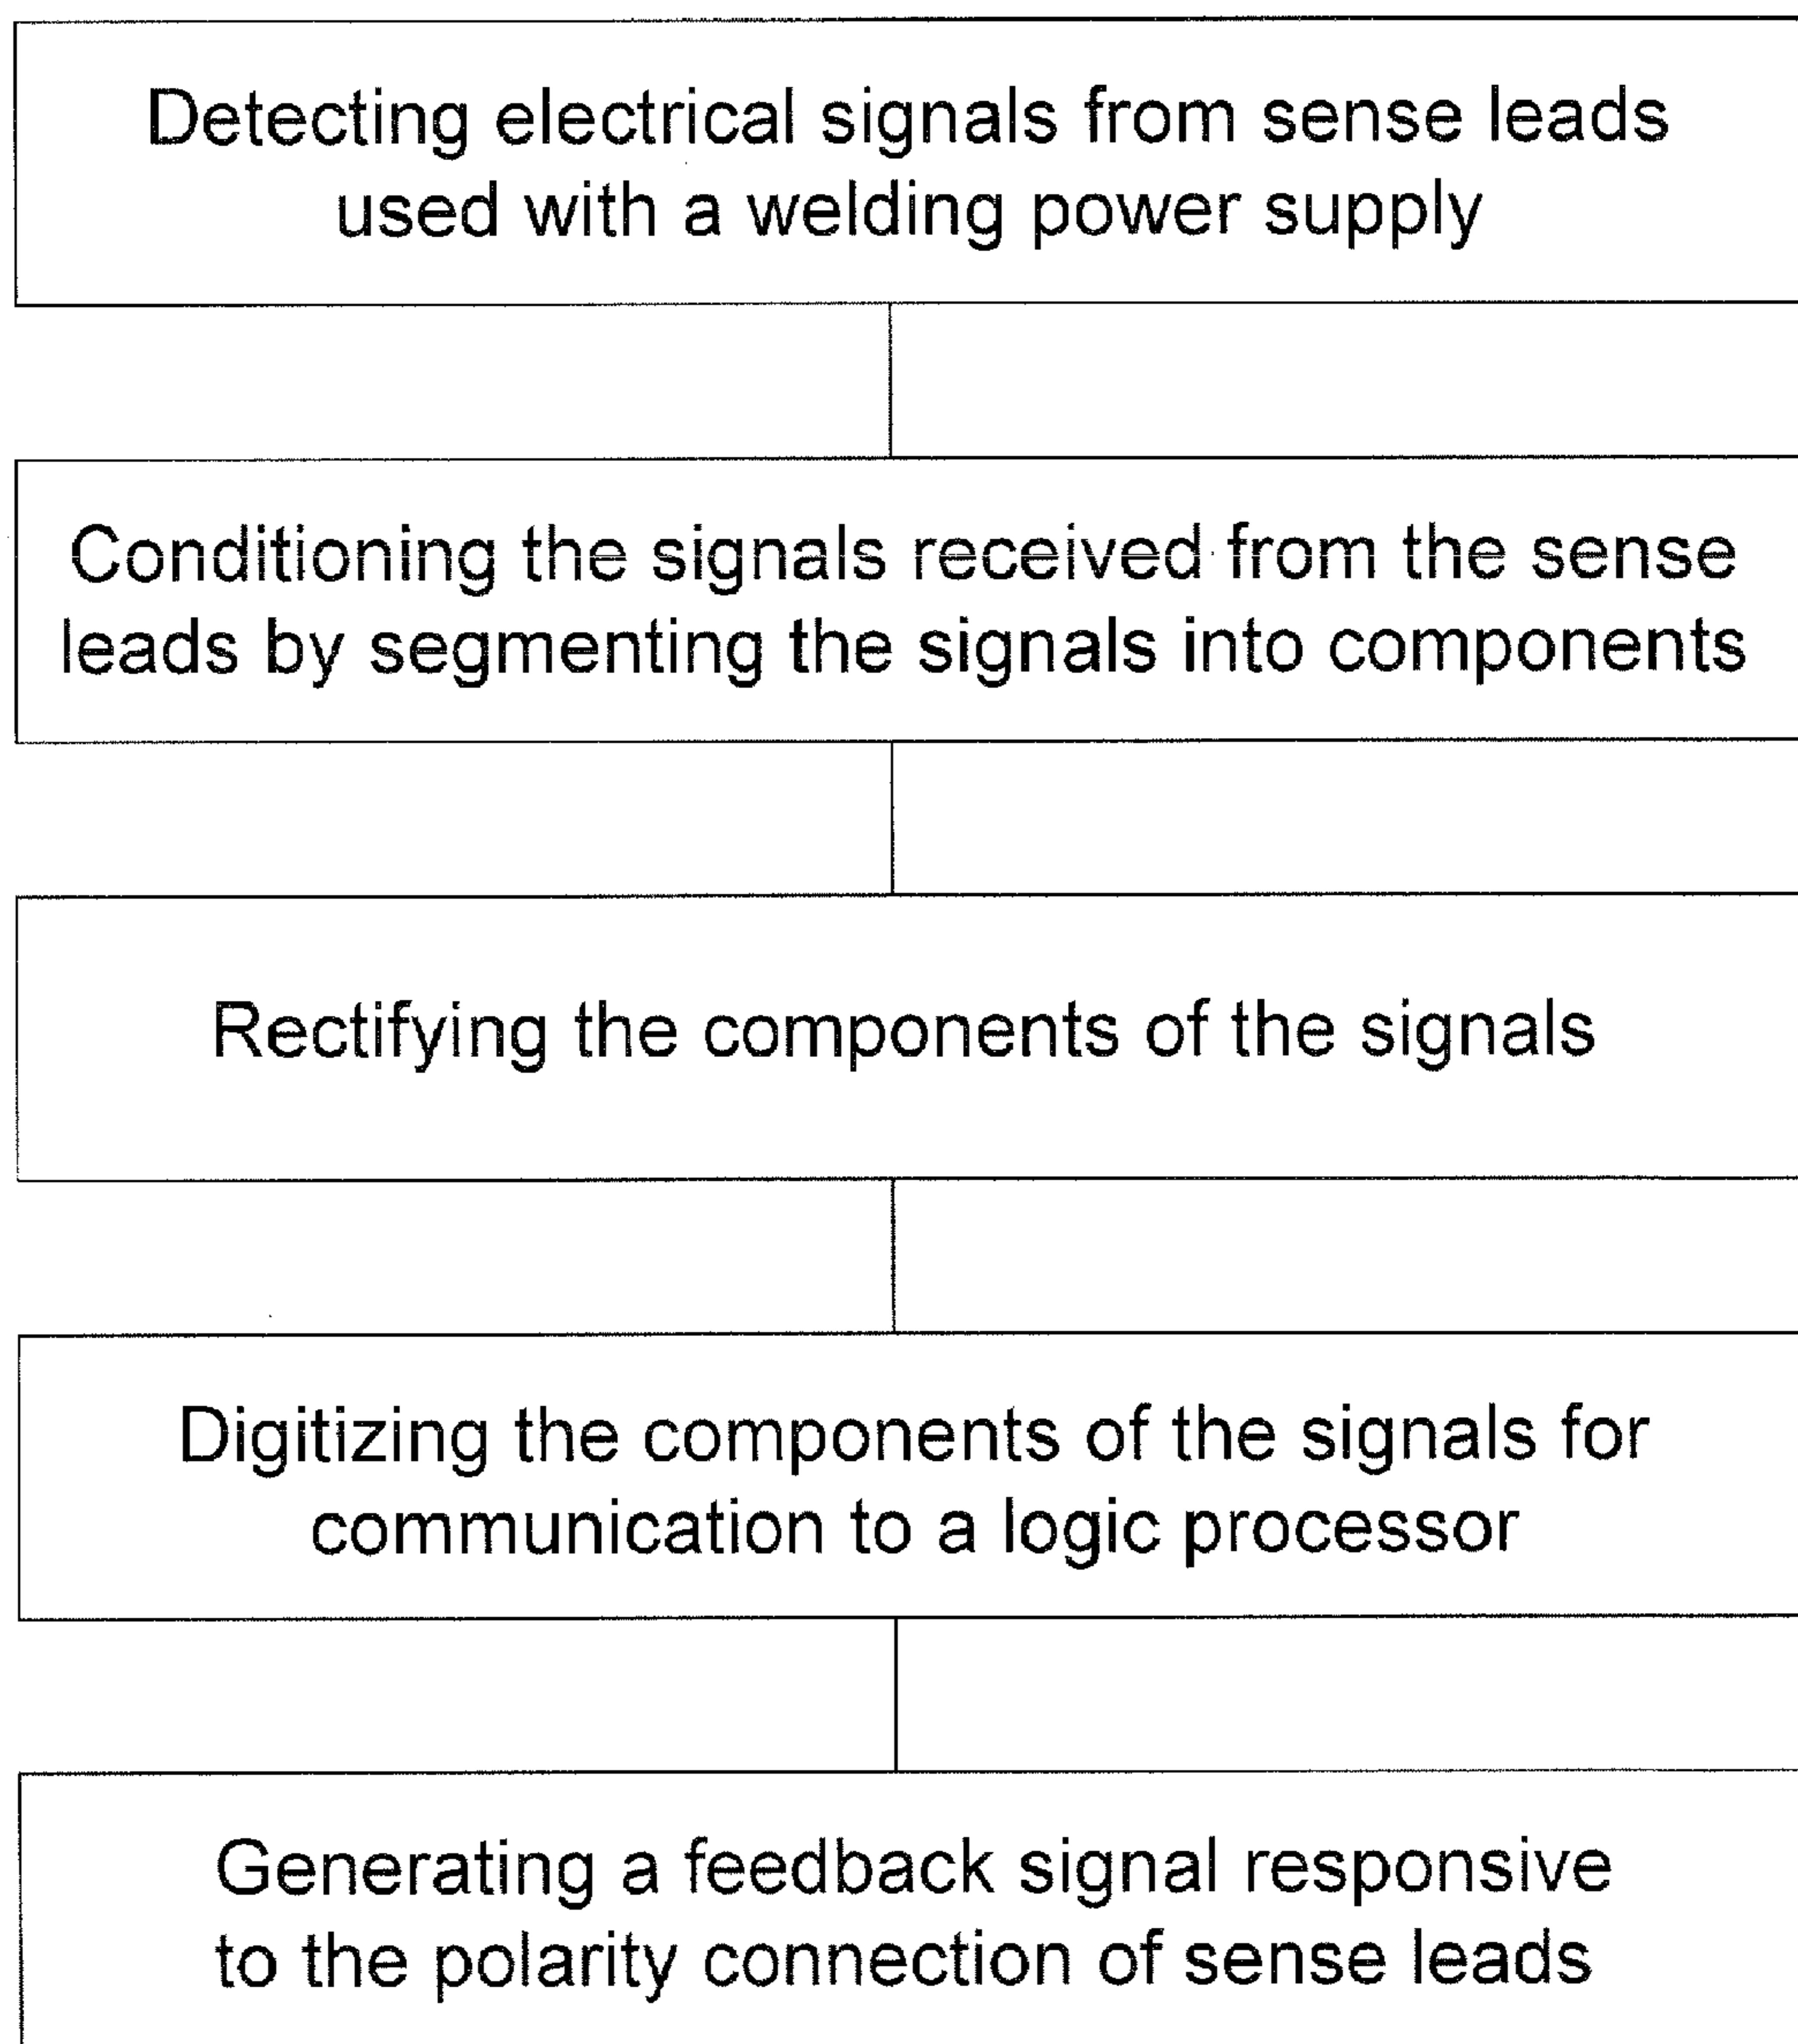 Detecting electrical signals from sense leads
used with a welding power supply
Conditioning the signals received from the sense
leads by segmenting the signals into components
Rectifying the components of the signals
Digitizing the components of the signals for
communication to a logic processor
Generating a feedback signal responsive
to the polarity connection of sense leads